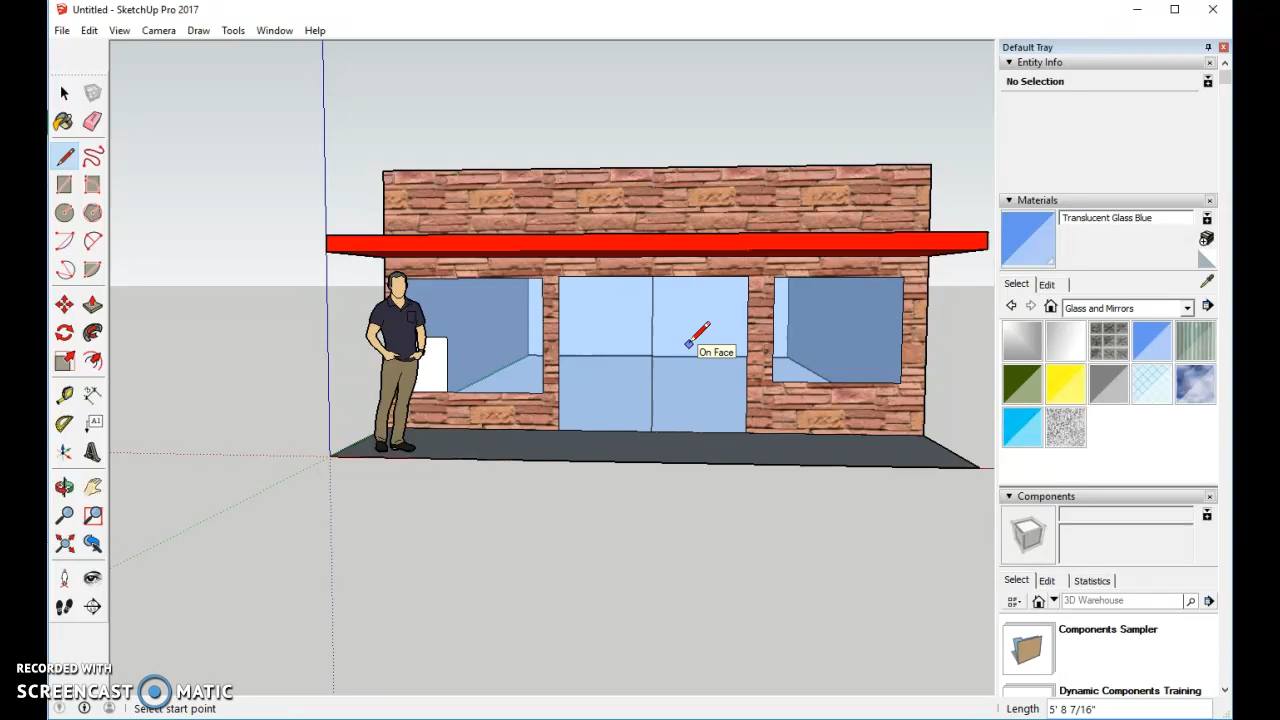 Untitled - SketchUp Pro 2017
File Edit View Camera Draw Tools Window Help
Default Tray
Entity Info
No Selection
Materials
Translucent Glass Blue
Select Edit
Glass and Mirrors
On Face
A1
Components
Select Edit Statistics
3D Warehouse
Components Sampler
Dynamic Components Training
RECORDED WITH
SCREENCAST MATIC
Select start point
Length 5' 8 7/16"